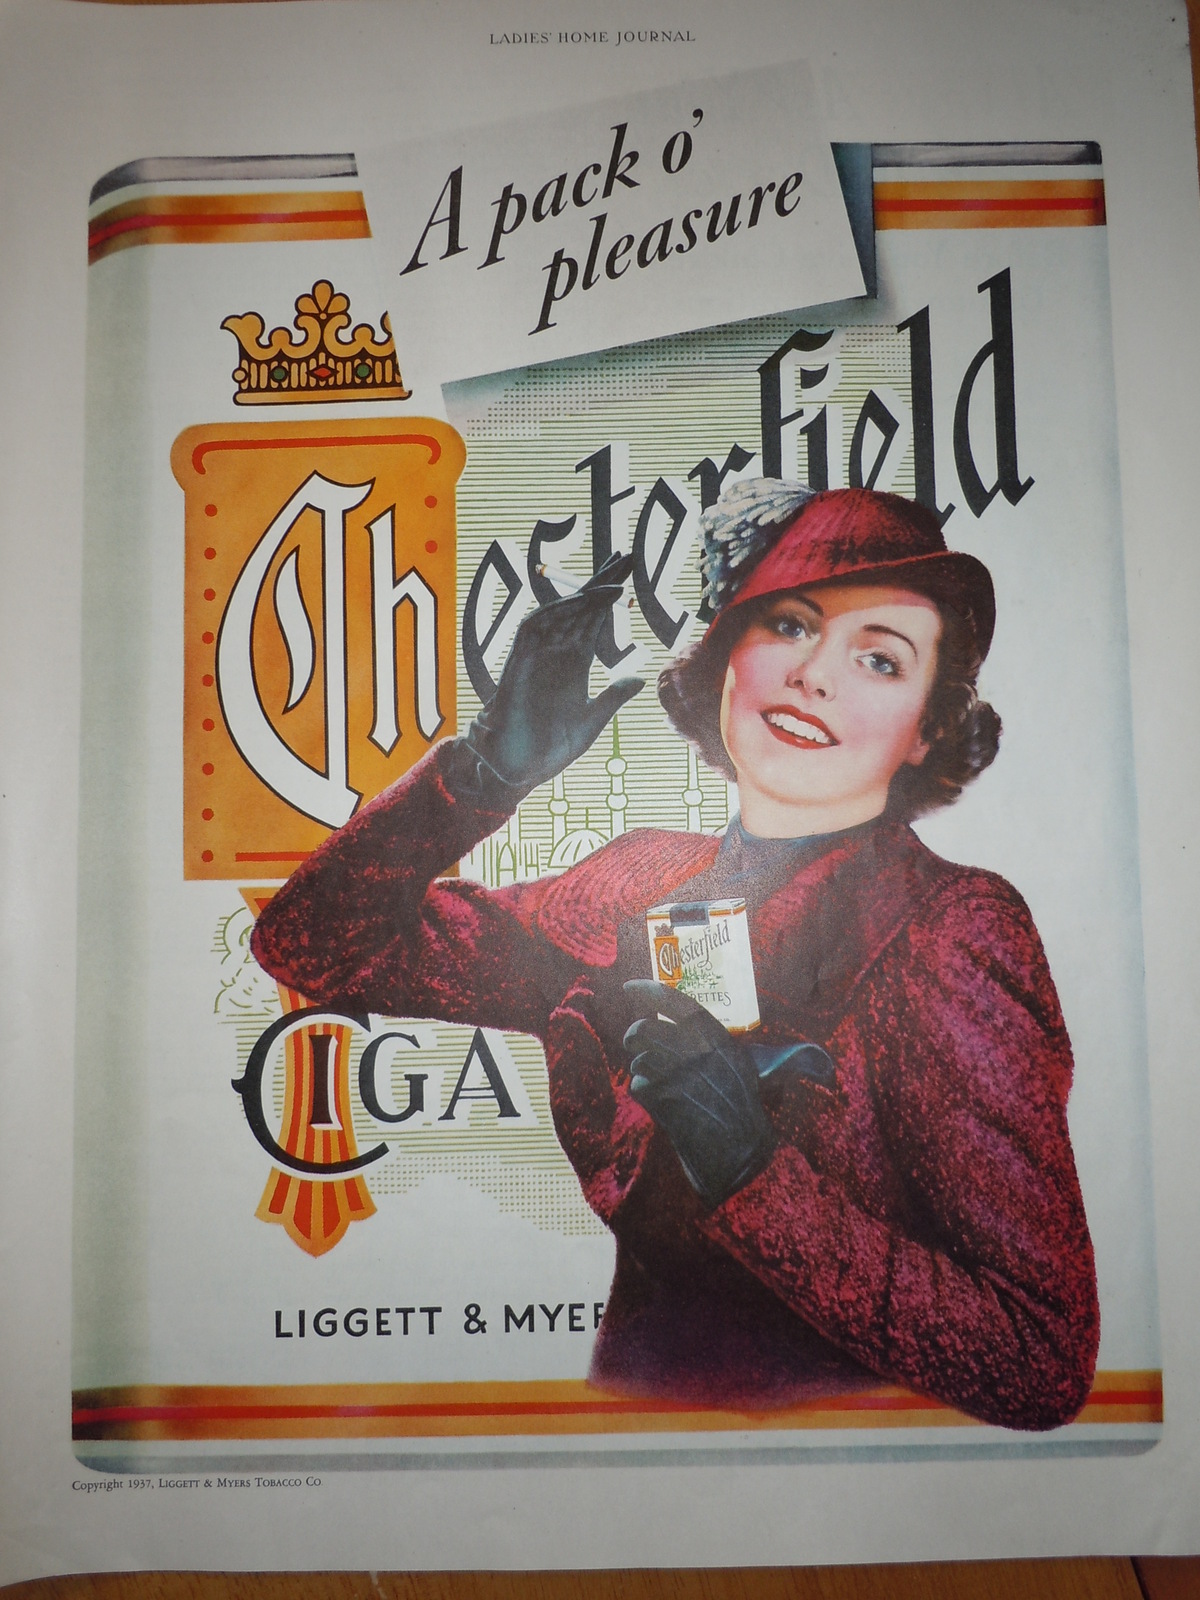 LADIES' HOME JOURNAL
A pack o'
pleasure
Chesterfield
Chesterfield
CIGA
LIGGETT & MYER
Copyright 1937, LIGGETT & MYERS TOBACCO CO.